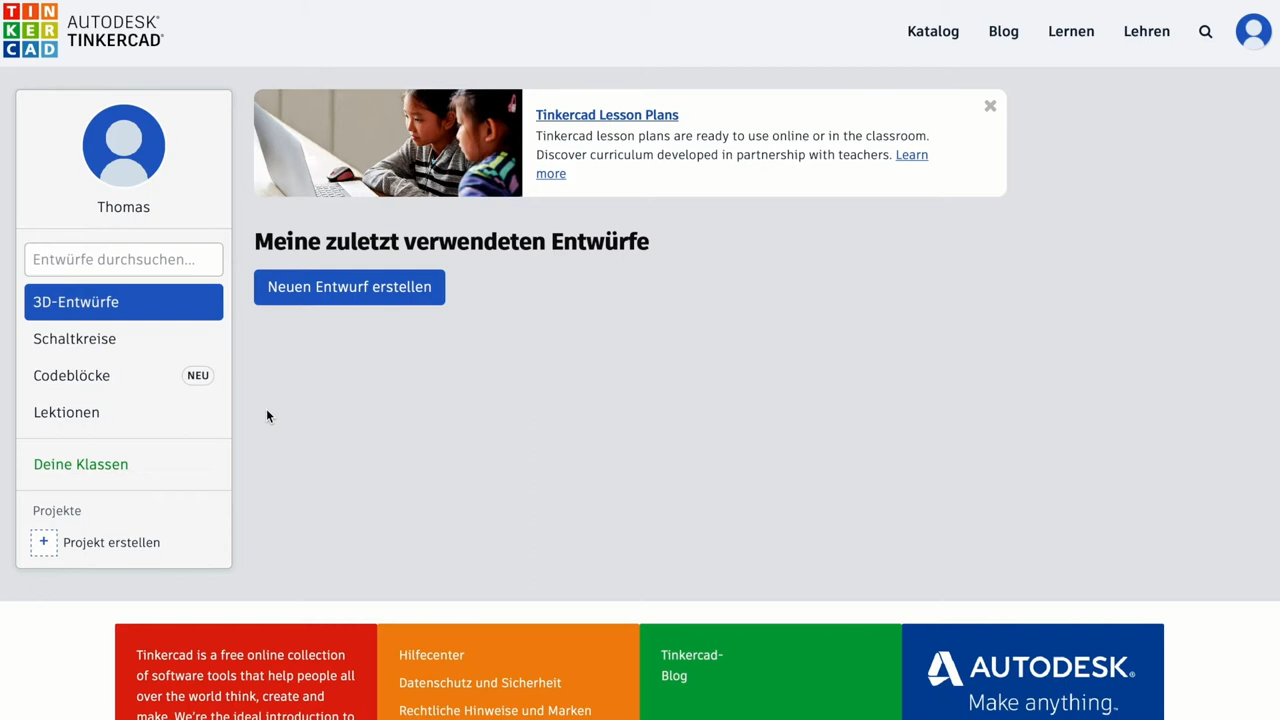 TIN
KER
CAD
AUTODESK®
TINKERCAD®
Katalog
Blog
Lernen
Lehren
Thomas
Entwürfe durchsuchen...
3D-Entwürfe
Schaltkreise
Codeblöcke
NEU
Lektionen
Deine Klassen
Projekte
+ Projekt erstellen
Tinkercad Lesson Plans
Tinkercad lesson plans are ready to use online or in the classroom.
Discover curriculum developed in partnership with teachers. Learn
more
Meine zuletzt verwendeten Entwürfe
Neuen Entwurf erstellen
Tinkercad is a free online collection
of software tools that help people all
over the world think, create and
make. We're the ideal introduction to
Hilfecenter
Datenschutz und Sicherheit
Rechtliche Hinweise und Marken
Tinkercad-
Blog
AUTODESK®
Make anything.